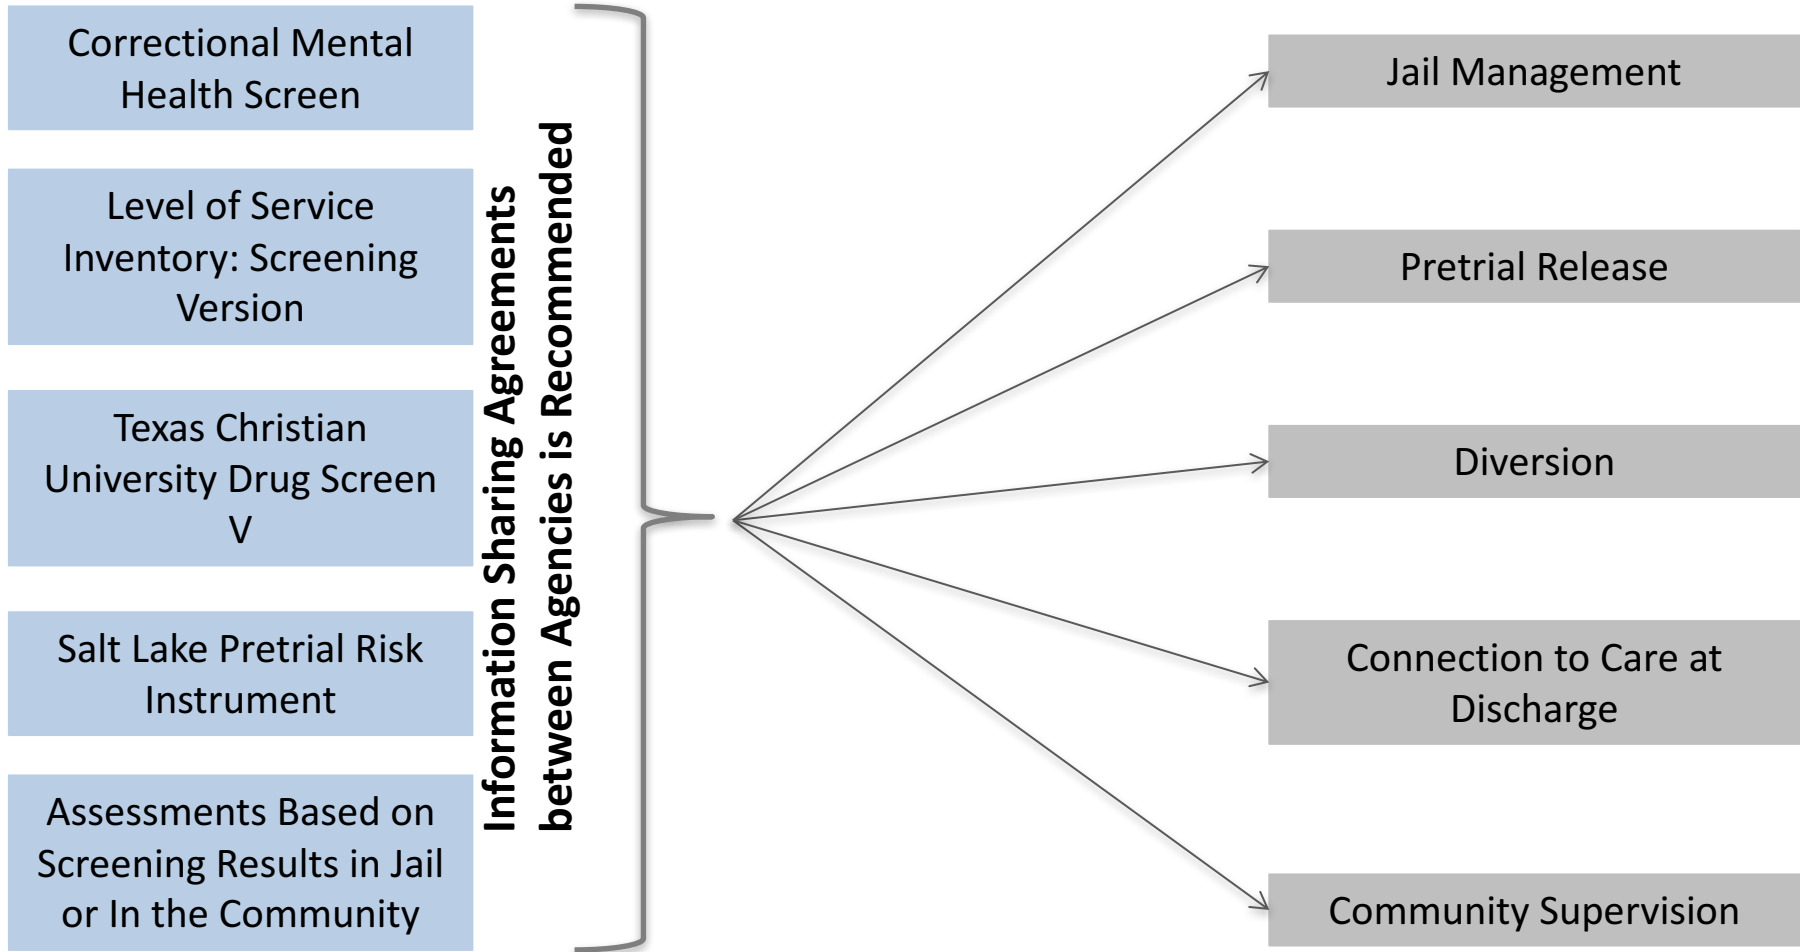 Correctional Mental
Health Screen
Level of Service
Inventory: Screening
Version
Texas Christian
University Drug Screen
V
Salt Lake Pretrial Risk
Instrument
Assessments Based on
Screening Results in Jail
or In the Community
Information Sharing Agreements
between Agencies is Recommended
Jail Management
Pretrial Release
Diversion
Connection to Care at
Discharge
Community Supervision